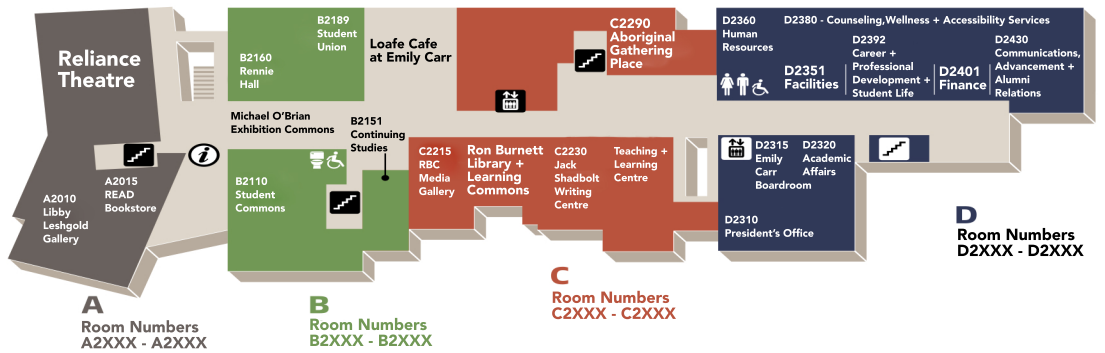 Reliance
Theatre
A2010
Libby
Leshgold
Gallery
A2015
READ
Bookstore
i
B2160
Rennie
Hall
B2189
Student
Union
Loafe Cafe
at Emily Carr
Michael O'Brian
Exhibition Commons
B2151
Continuing
Studies
B2110
Student
Commons
C2290
Aboriginal
Gathering
Place
C2215
RBC
Media
Gallery
Ron Burnett
Library +
Learning
Commons
C2230
Jack
Shadbolt
Writing
Centre
Teaching +
Learning
Centre
D2360
Human
Resources
D2380 - Counseling,Wellness + Accessibility Services
D2351
Facilities
D2392
Career +
Professional
Development +
Student Life
D2401
Finance
D2430
Communications,
Advancement +
Alumni
Relations
D2315
Emily
Carr
Boardroom
D2320
Academic
Affairs
D2310
President's Office
A
Room Numbers
A2XXX - A2XXX
B
Room Numbers
B2XXX - B2XXX
C
Room Numbers
C2XXX - C2XXX
D
Room Numbers
D2XXX - D2XXX